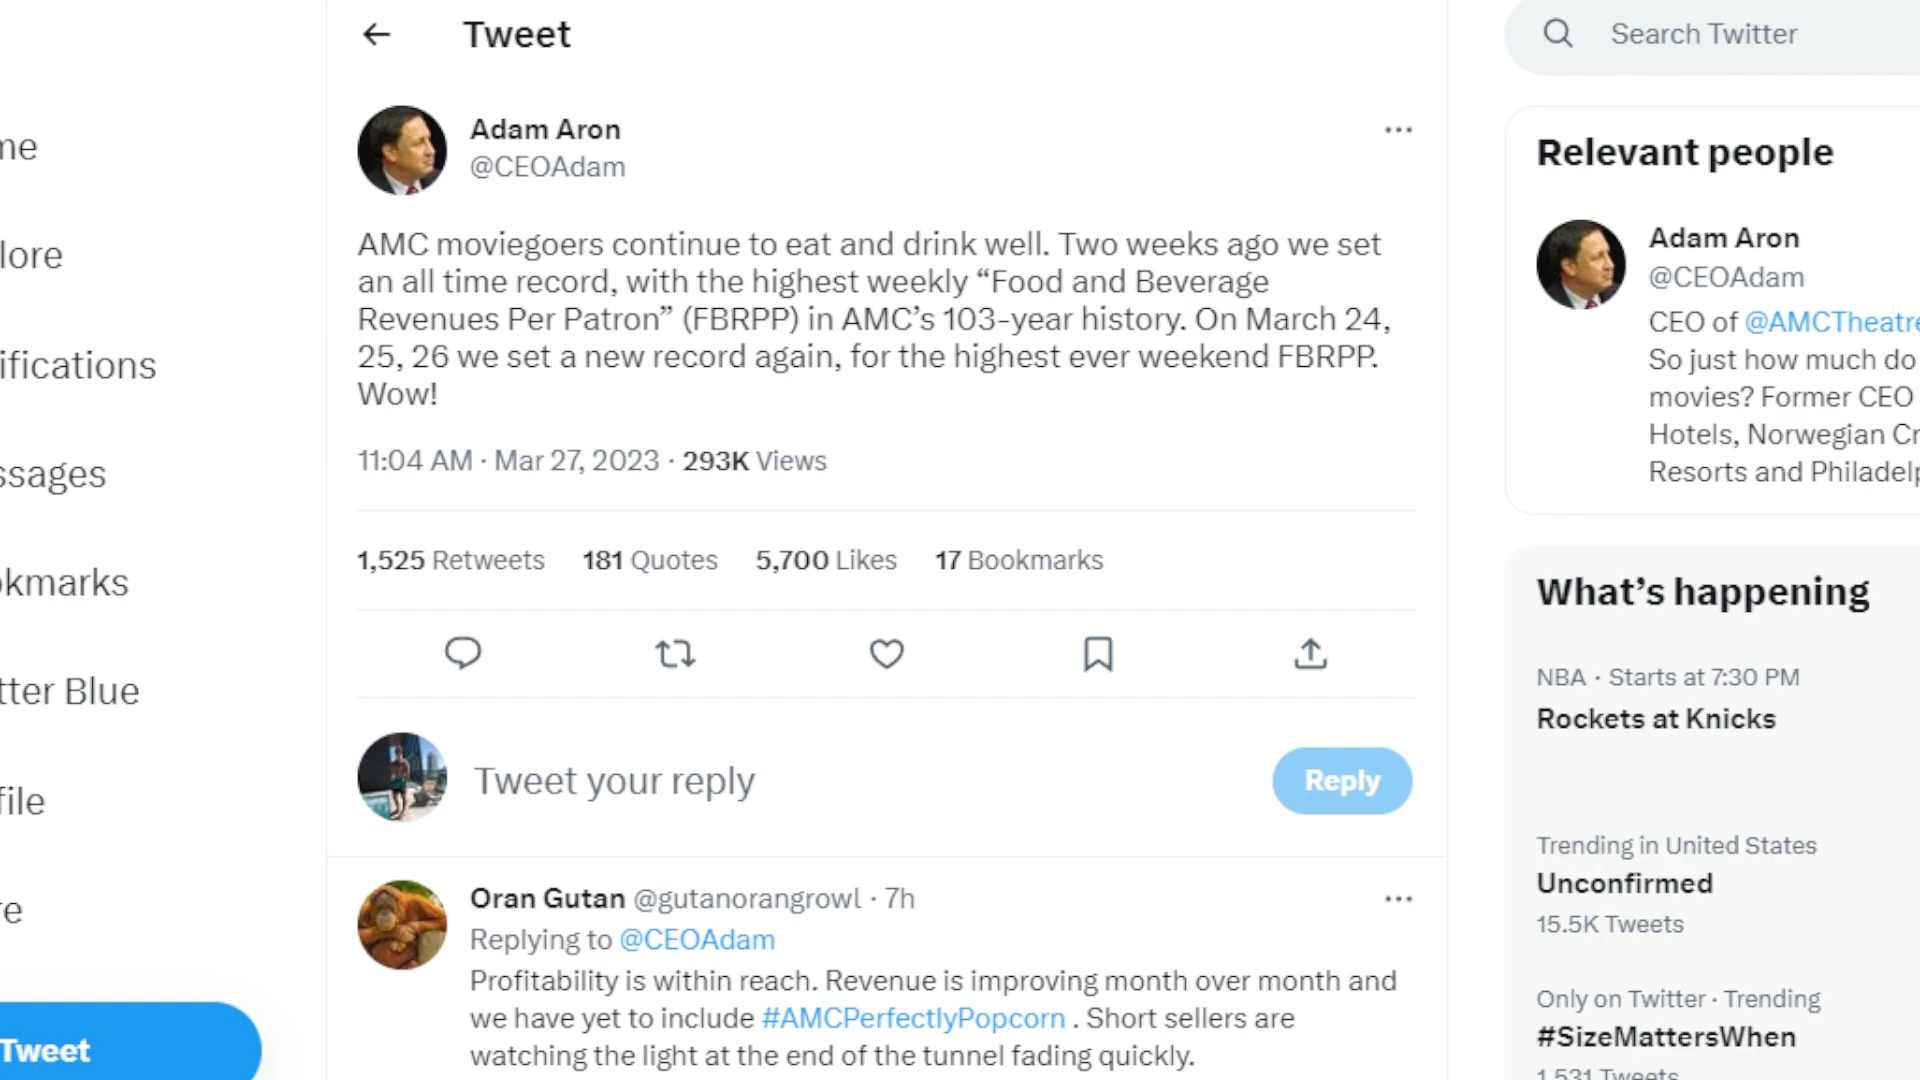 Tweet
Adam Aron
@CEOAdam
AMC moviegoers continue to eat and drink well. Two weeks ago we set
an all time record, with the highest weekly “Food and Beverage
Revenues Per Patron” (FBRPP) in AMC’s 103-year history. On March 24,
25, 26 we set a new record again, for the highest ever weekend FBRPP.
Wow!
11:04 AM · Mar 27, 2023 · 293K Views
1,525 Retweets 181 Quotes 5,700 Likes 17 Bookmarks
Tweet your reply
Reply
Oran Gutan @gutanorangrowl · 7h
Replying to @CEOAdam
Profitability is within reach. Revenue is improving month over month and
we have yet to include #AMCPerfectlyPopcorn . Short sellers are
watching the light at the end of the tunnel fading quickly.
me
lore
ifications
ssages
okmarks
tter Blue
file
re
Tweet
Search Twitter
Relevant people
Adam Aron
@CEOAdam
CEO of @AMCTheatre
So just how much do
movies? Former CEO
Hotels, Norwegian Cr
Resorts and Philadelp
What’s happening
NBA · Starts at 7:30 PM
Rockets at Knicks
Trending in United States
Unconfirmed
15.5K Tweets
Only on Twitter · Trending
#SizeMattersWhen
1,531 Tweets